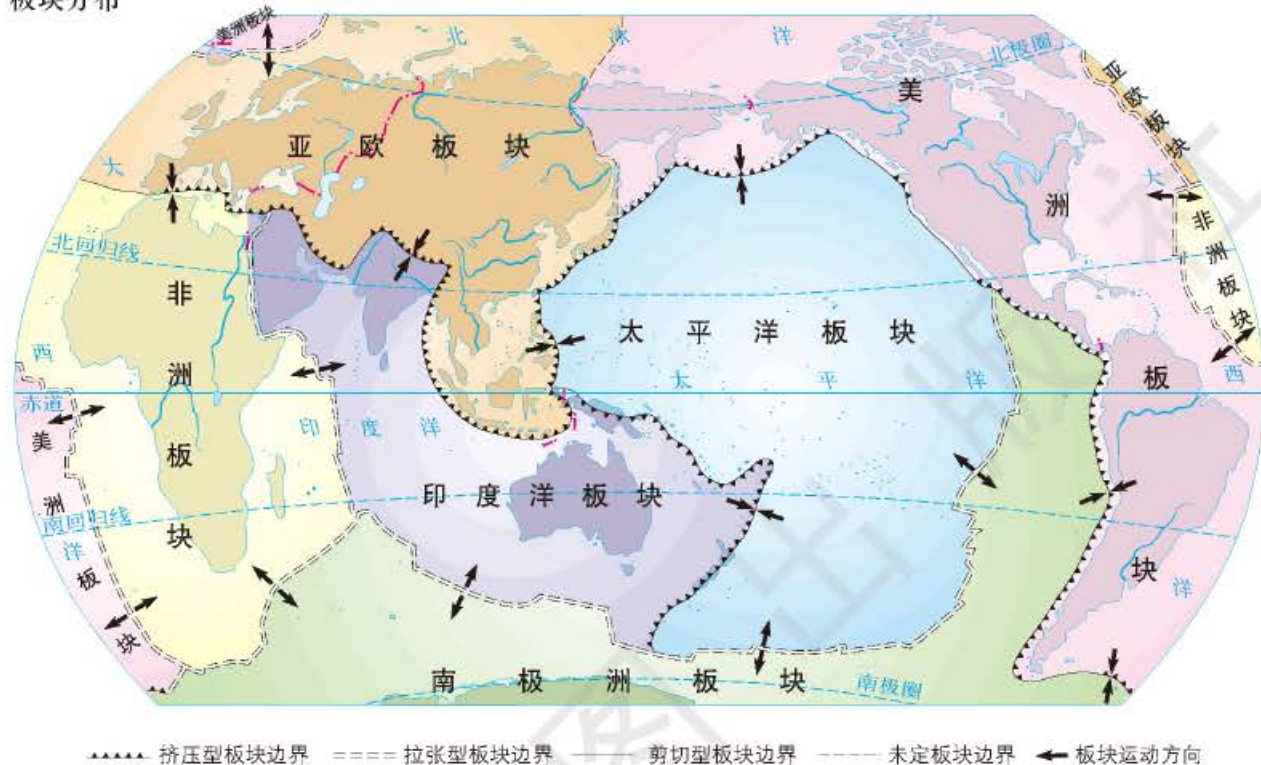 板块分布
美洲板块
北冰洋
北极圈
美洲板块
亚欧板块
亚欧板块
大西洋
大西洋
北回归线
非洲板块
非洲板块
太平洋板块
太平洋
赤道
印度洋
美洲板块
印度洋板块
南回归线
南极洲板块
南极圈
挤压型板块边界 拉张型板块边界 剪切型板块边界 未定板块边界 板块运动方向